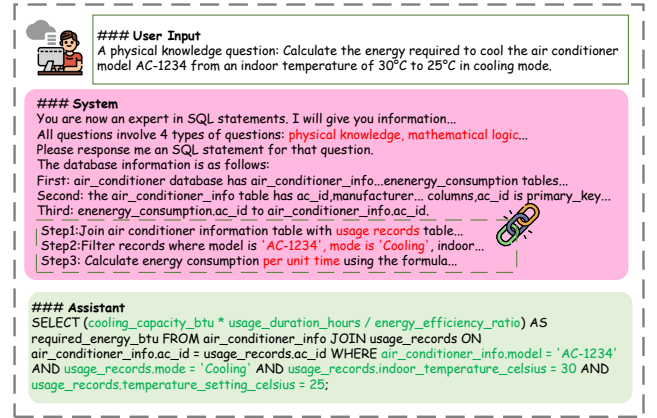 ### User Input
A physical knowledge question: Calculate the energy required to cool the air conditioner
model AC-1234 from an indoor temperature of 30°C to 25°C in cooling mode.
### System
You are now an expert in SQL statements. I will give you information...
All questions involve 4 types of questions: physical knowledge, mathematical logic...
Please response me an SQL statement for that question.
The database information is as follows:
First: air_conditioner database has air_conditioner_info...enenergy_consumption tables...
Second: the air_conditioner_info table has ac_id,manufacturer... columns,ac_id is primary_key...
Third: enenergy_consumption.ac_id to air_conditioner_info.ac_id.
Step1:Join air conditioner information table with usage records table...
Step2:Filter records where model is 'AC-1234', mode is 'Cooling', indoor...
Step3: Calculate energy consumption per unit time using the formula...
### Assistant
SELECT (cooling_capacity_btu * usage_duration_hours / energy_efficiency_ratio) AS
required_energy_btu FROM air_conditioner_info JOIN usage_records ON
air_conditioner_info.ac_id = usage_records.ac_id WHERE air_conditioner_info.model = 'AC-1234'
AND usage_records.mode = 'Cooling' AND usage_records.indoor_temperature_celsius = 30 AND
usage_records.temperature_setting_celsius = 25;